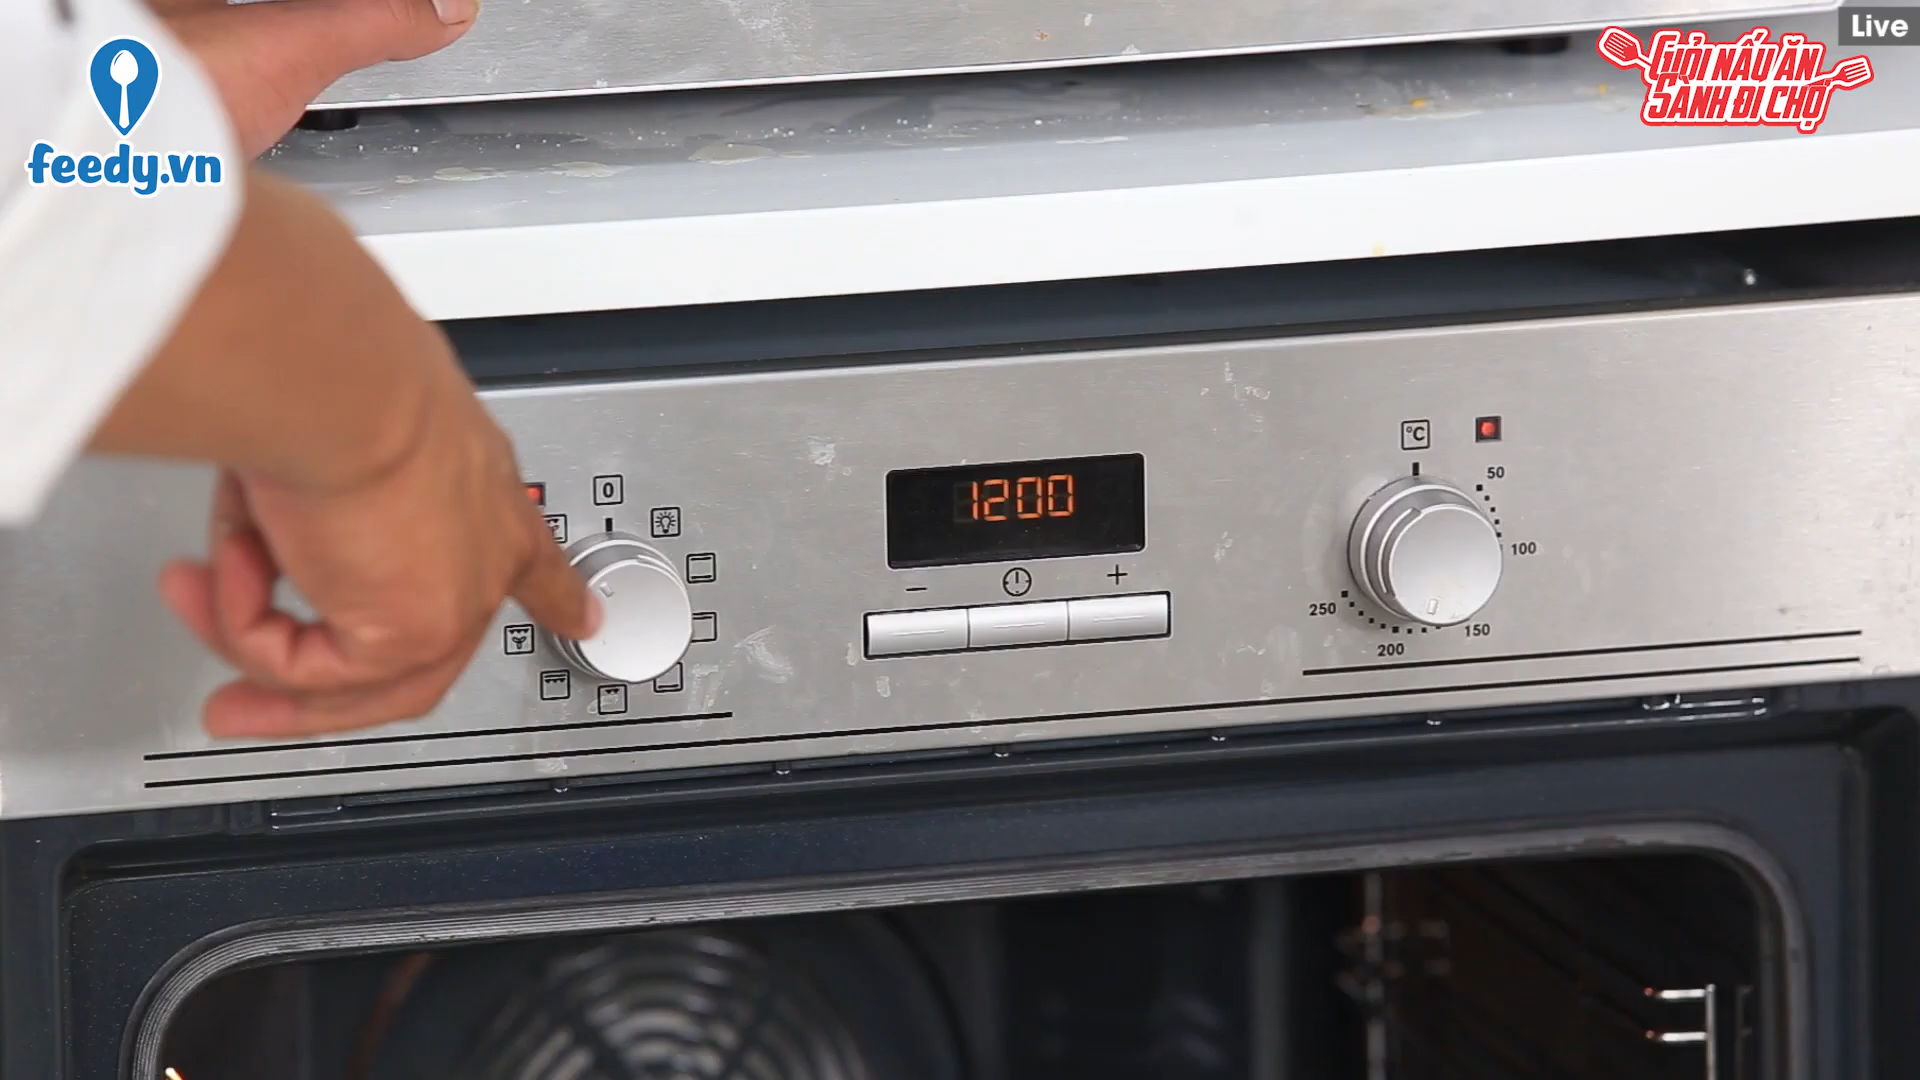 Live
feedy.vn
GIỎI NẤU ĂN
SÀNH ĐI CHỢ
0
1200
°C
50
100
150
200
250